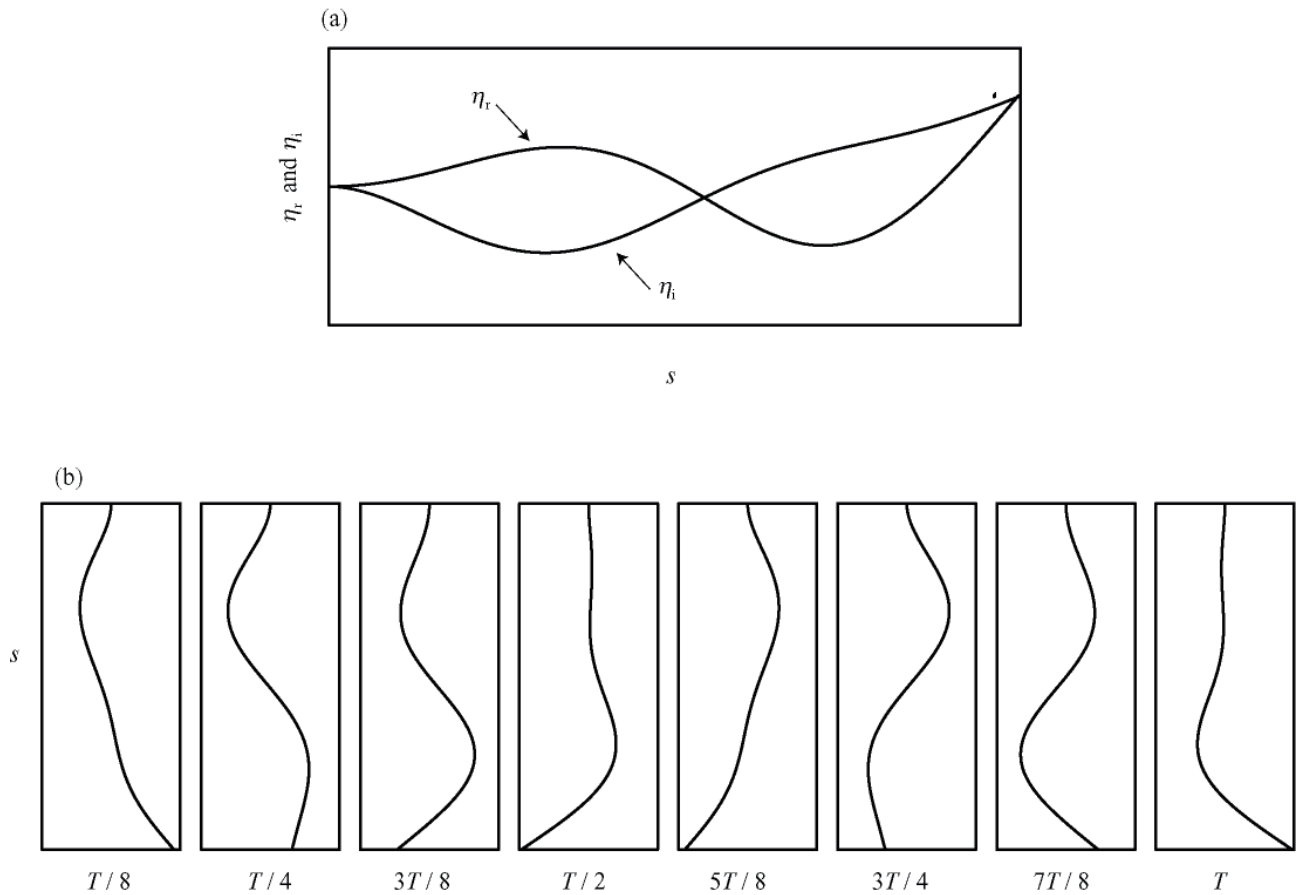 (a)
ηr and ηi
ηr
ηi
s
(b)
s
T / 8 T / 4 3T / 8 T / 2 5T / 8 3T / 4 7T / 8 T